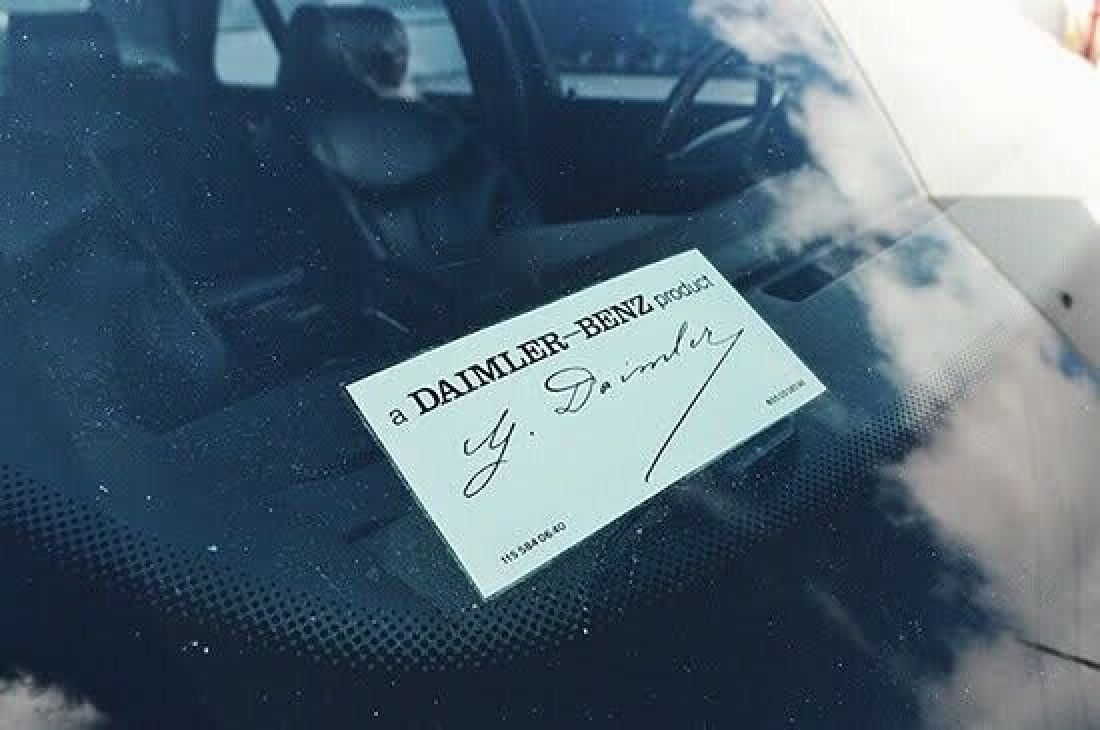 a DAIMLER–BENZ product
G. Daimler
115 584 06 40